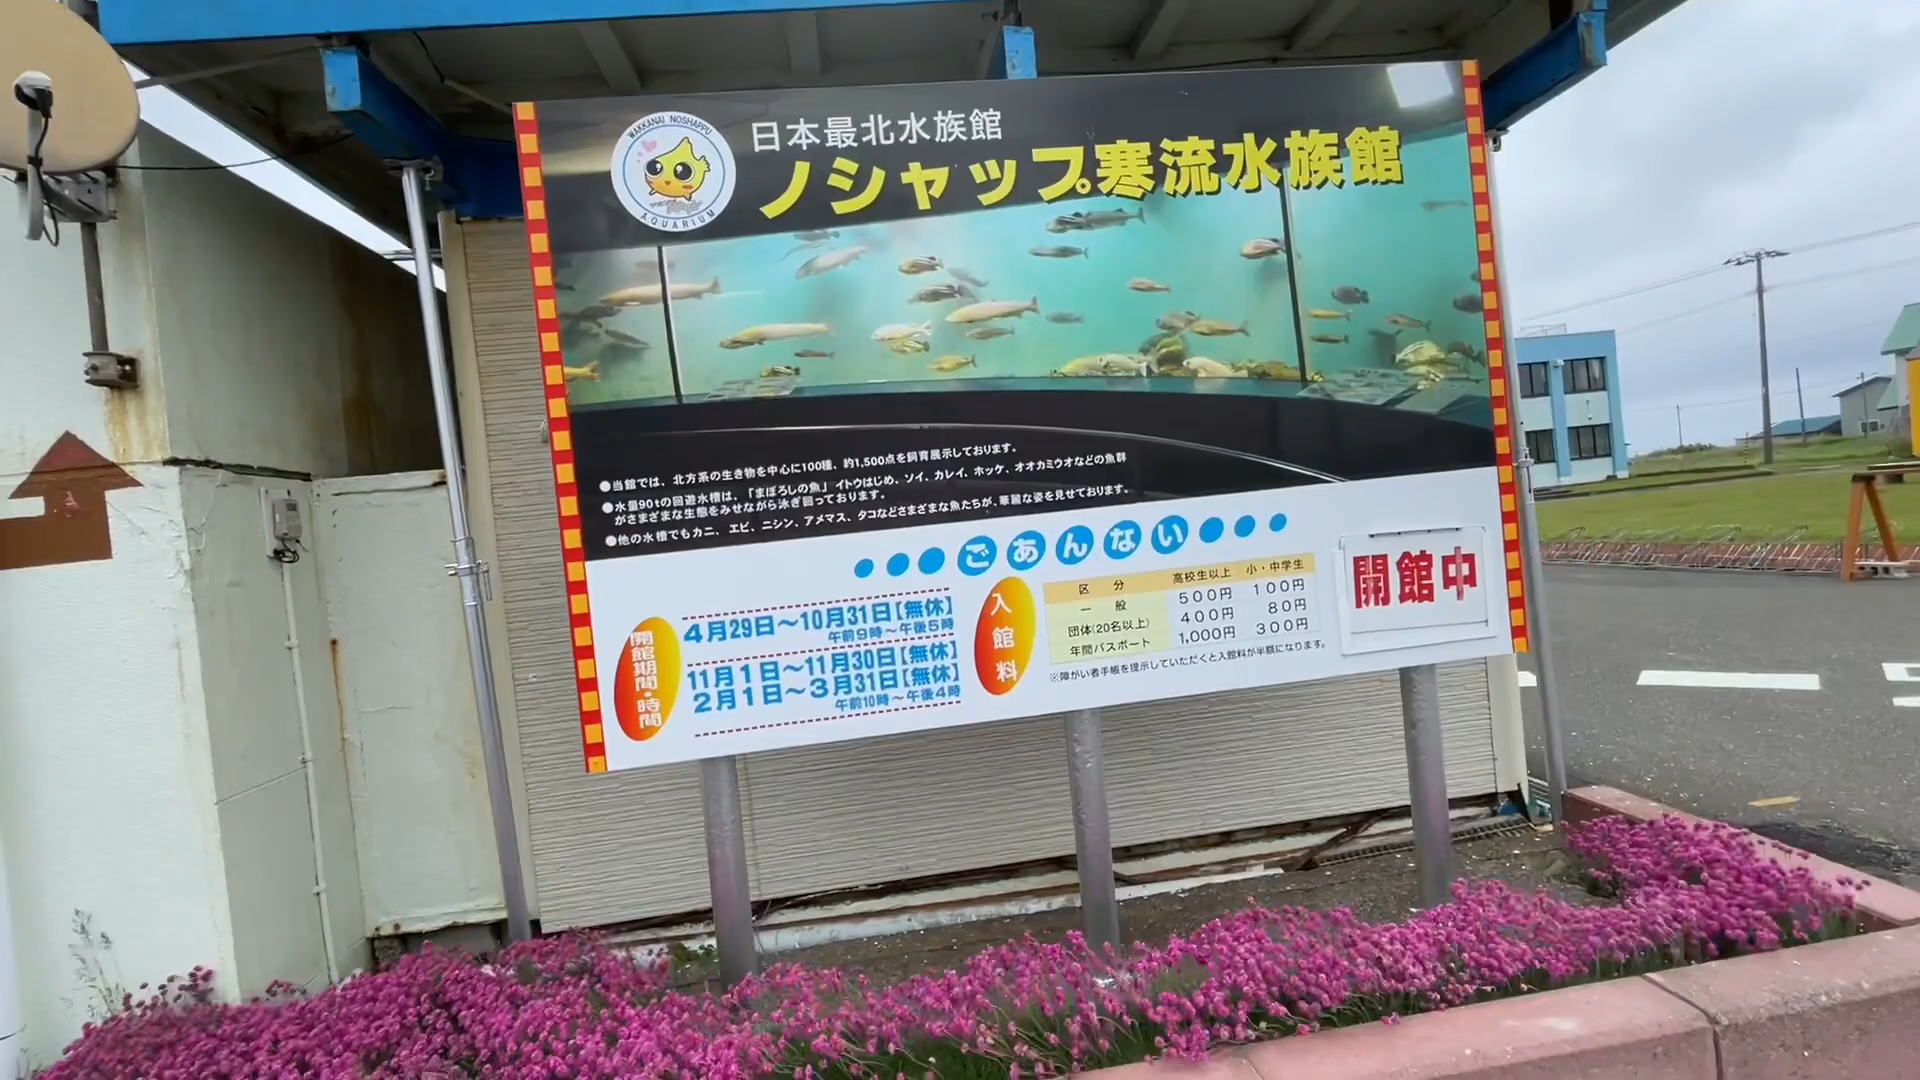 WAKKANAI NOSHAPPU
AQUARIUM
日本最北水族館
ノシャップ寒流水族館
●当館では、北方系の生き物を中心に100種、約1,500点を飼育展示しております。
●水量90tの回遊水槽は、「まぼろしの魚」イトウはじめ、ソイ、カレイ、ホッケ、オオカミウオなどの魚群
がさまざまな生態をみせながら泳ぎ回っております。
●他の水槽でもカニ、エビ、ニシン、アメマス、タコなどさまざまな魚たちが、華麗な姿を見せております。
ごあんない
開館期間・時間
4月29日〜10月31日【無休】
午前9時〜午後5時
11月1日〜11月30日【無休】
2月1日〜3月31日【無休】
午前10時〜午後4時
入館料
区分 高校生以上 小・中学生
一般 500円 100円
団体(20名以上) 400円 80円
年間パスポート 1,000円 300円
※障がい者手帳を提示していただくと入館料が半額になります。
開館中